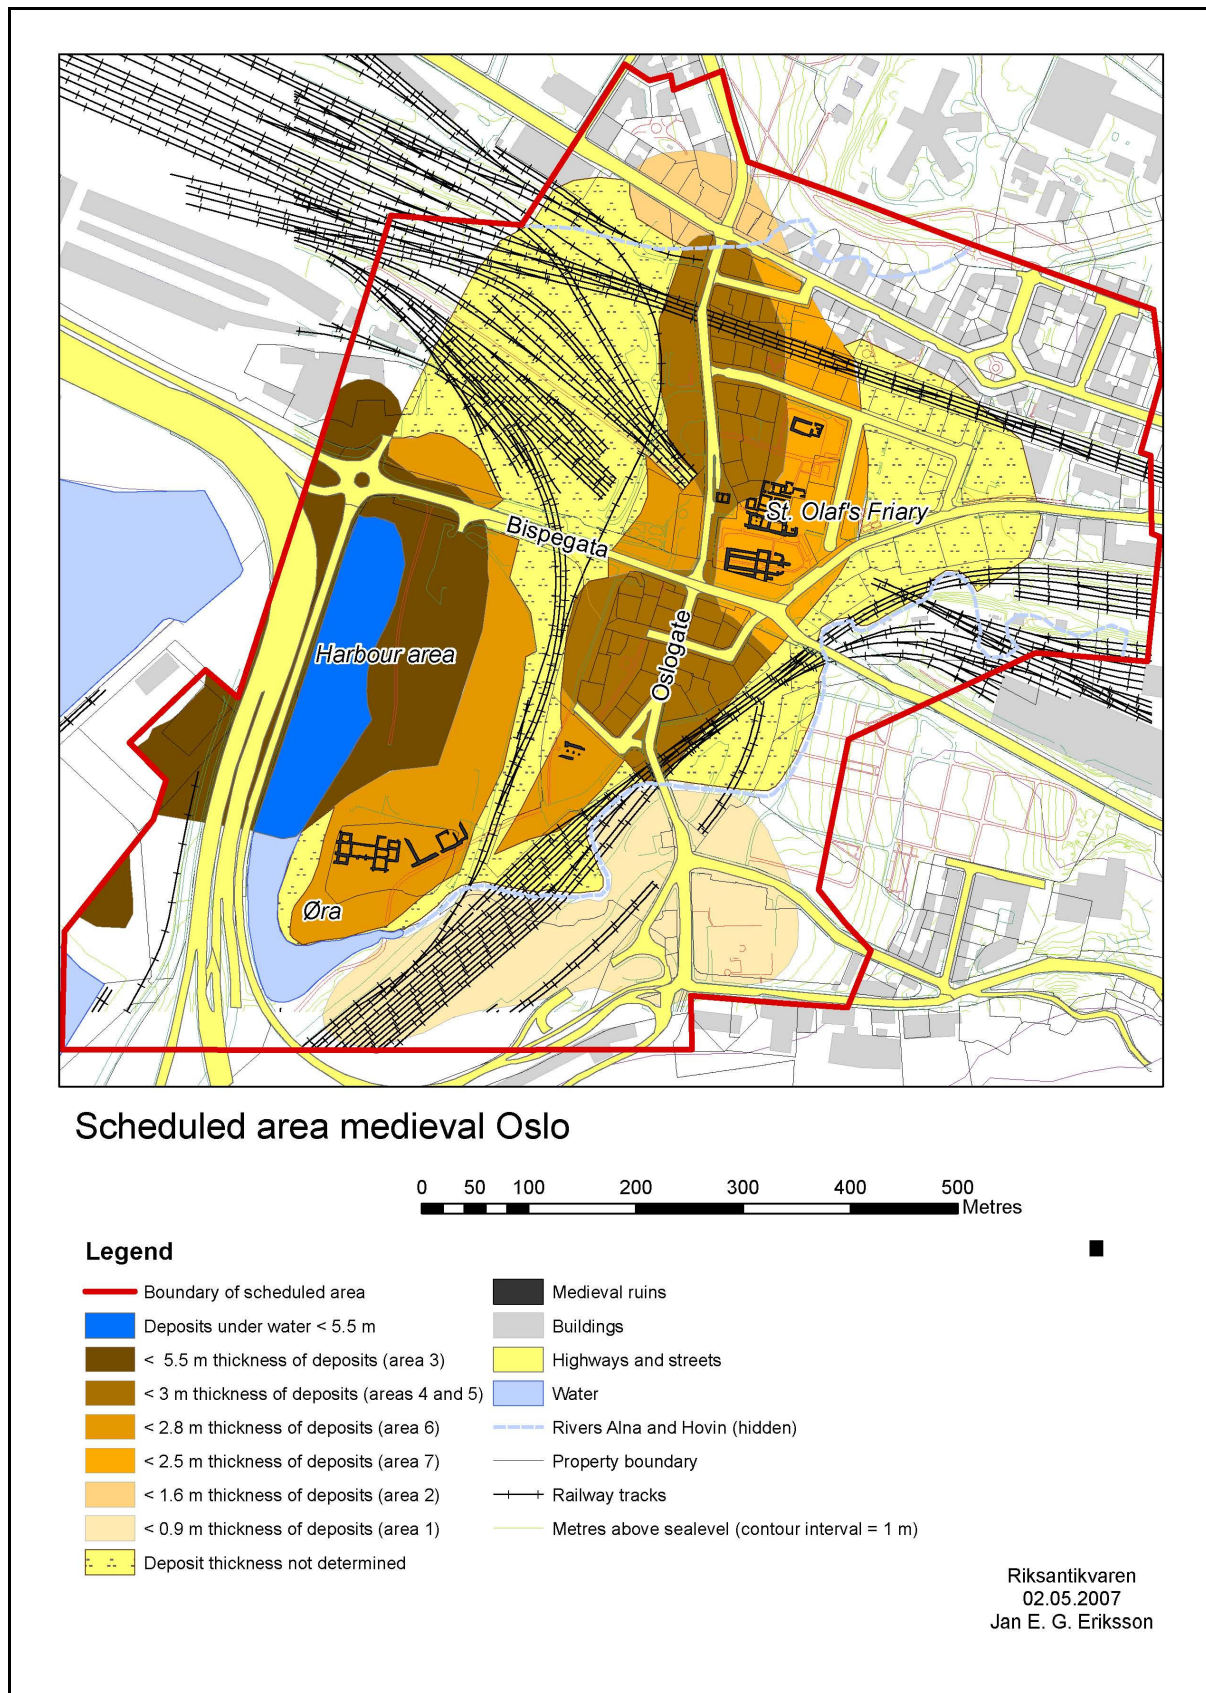 St. Olaf's Friary
Bispegata
Oslogate
Harbour area
Øra
Scheduled area medieval Oslo
0 50 100 200 300 400 500
Metres
Legend
Boundary of scheduled area
Deposits under water < 5.5 m
< 5.5 m thickness of deposits (area 3)
< 3 m thickness of deposits (areas 4 and 5)
< 2.8 m thickness of deposits (area 6)
< 2.5 m thickness of deposits (area 7)
< 1.6 m thickness of deposits (area 2)
< 0.9 m thickness of deposits (area 1)
Deposit thickness not determined
Medieval ruins
Buildings
Highways and streets
Water
Rivers Alna and Hovin (hidden)
Property boundary
Railway tracks
Metres above sealevel (contour interval = 1 m)
Riksantikvaren
02.05.2007
Jan E. G. Eriksson